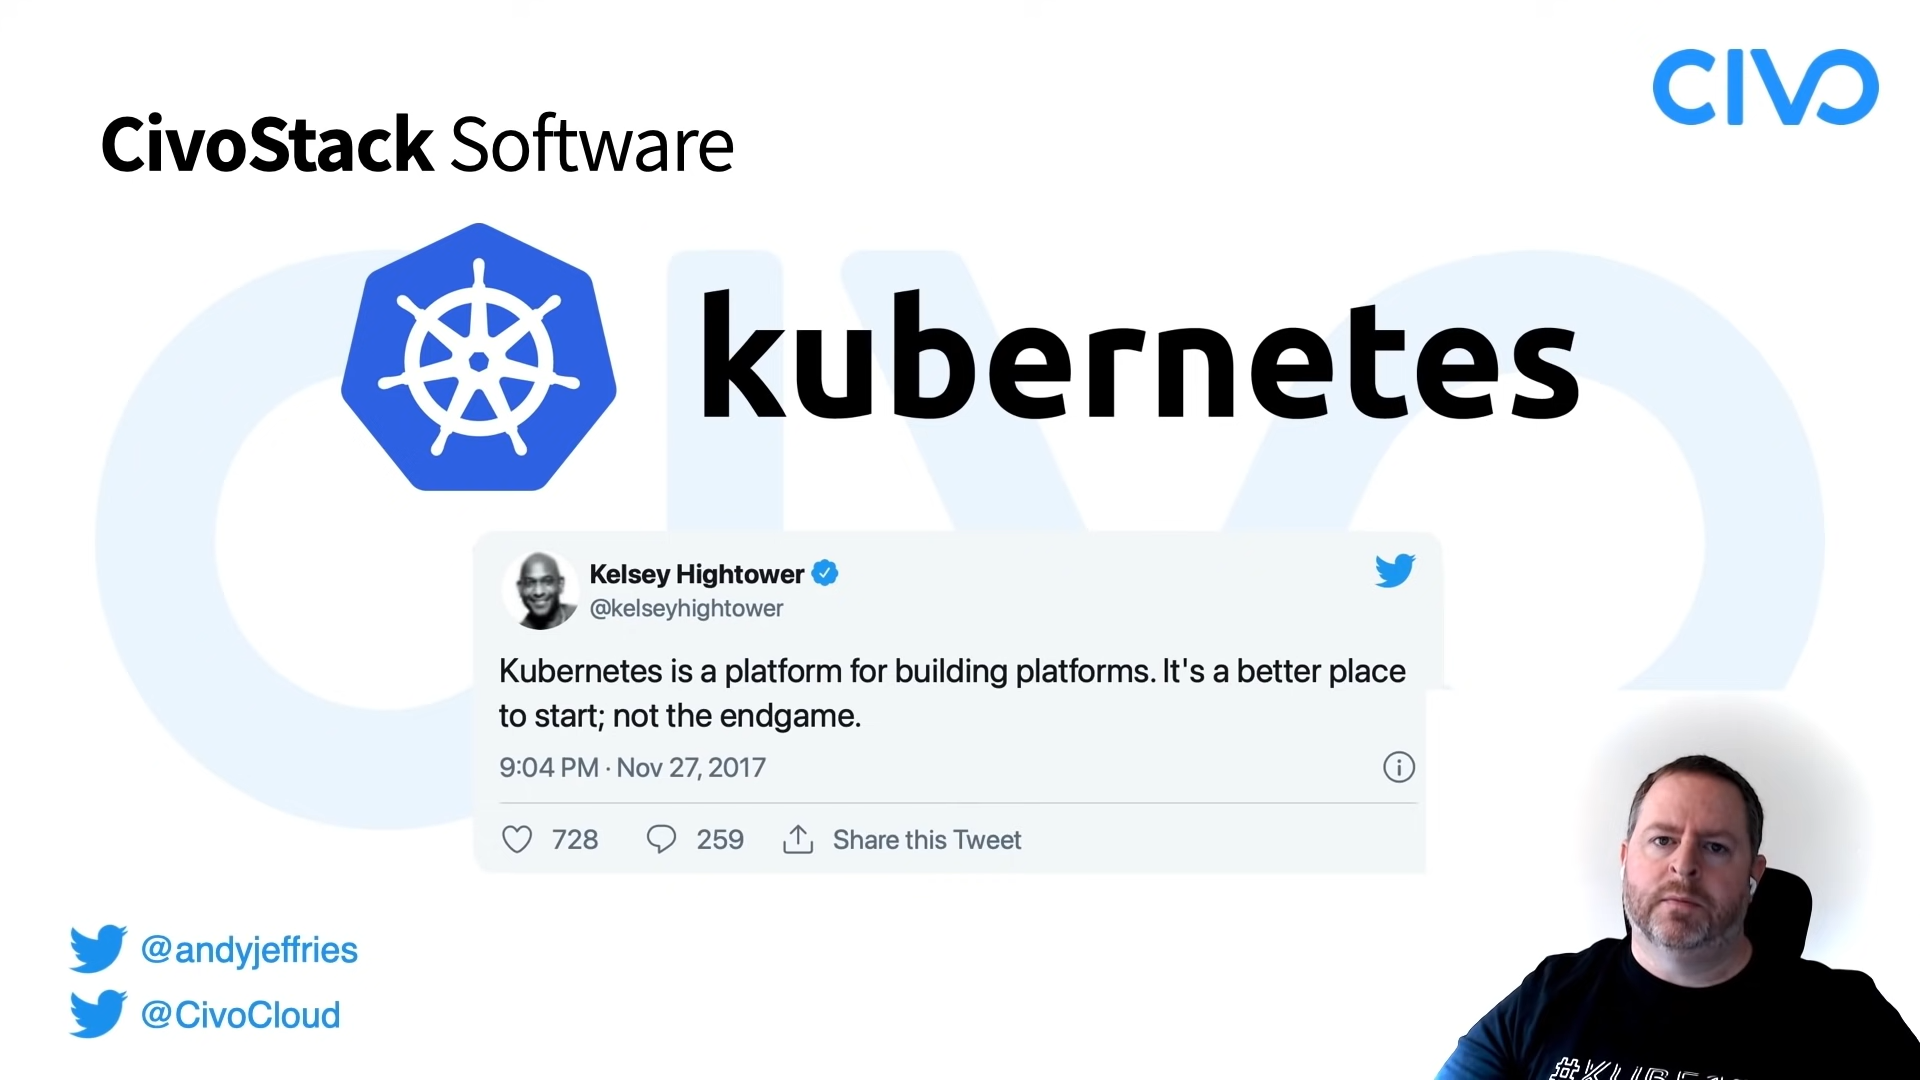 CIVO
CivoStack Software
kubernetes
Kelsey Hightower
@kelseyhightower
Kubernetes is a platform for building platforms. It's a better place
to start; not the endgame.
9:04 PM · Nov 27, 2017
728 259 Share this Tweet
@andyjeffries
@CivoCloud